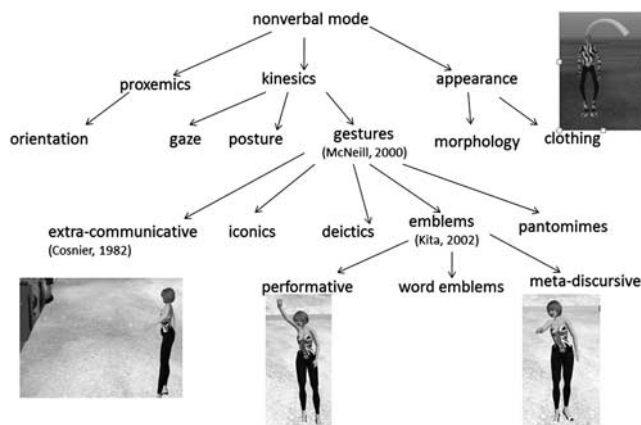 nonverbal mode
proxemics
kinesics
appearance
orientation
gaze
posture
gestures
(McNeill, 2000)
morphology
clothing
extra-communicative
(Cosnier, 1982)
iconics
deictics
emblems
(Kita, 2002)
pantomimes
performative
word emblems
meta-discursive